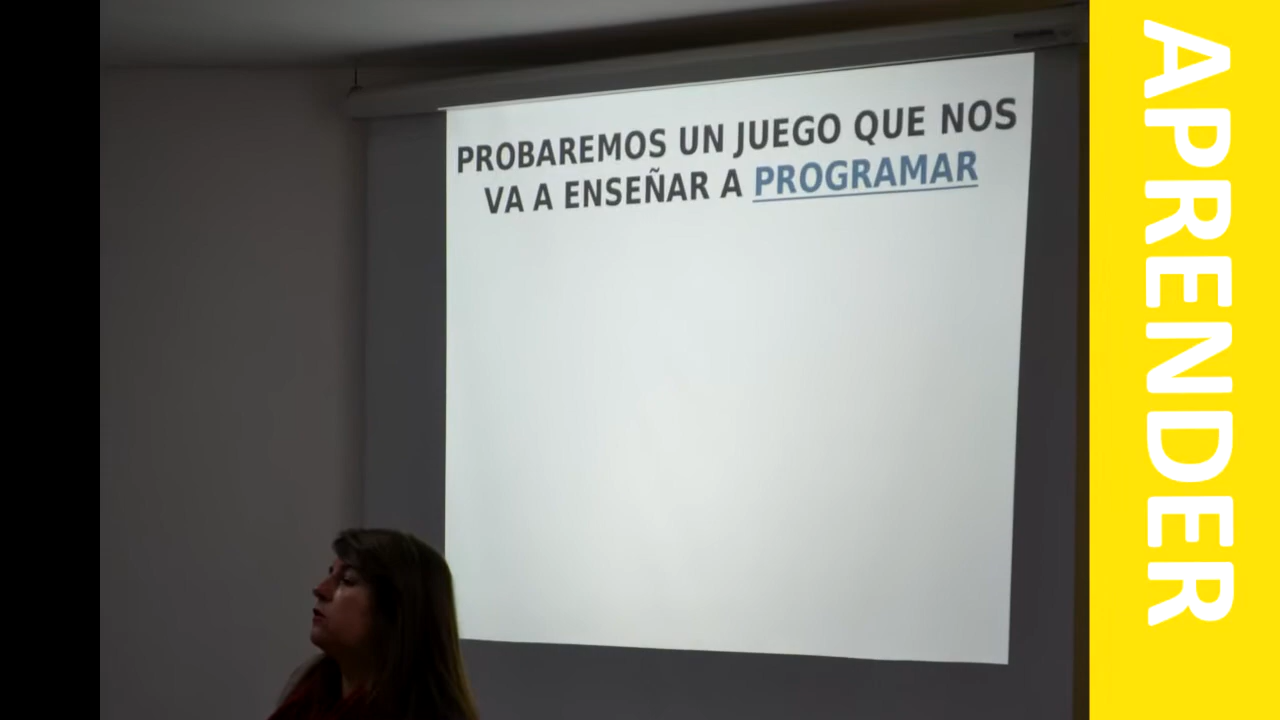 PROBAREMOS UN JUEGO QUE NOS
VA A ENSEÑAR A PROGRAMAR
APRENDER